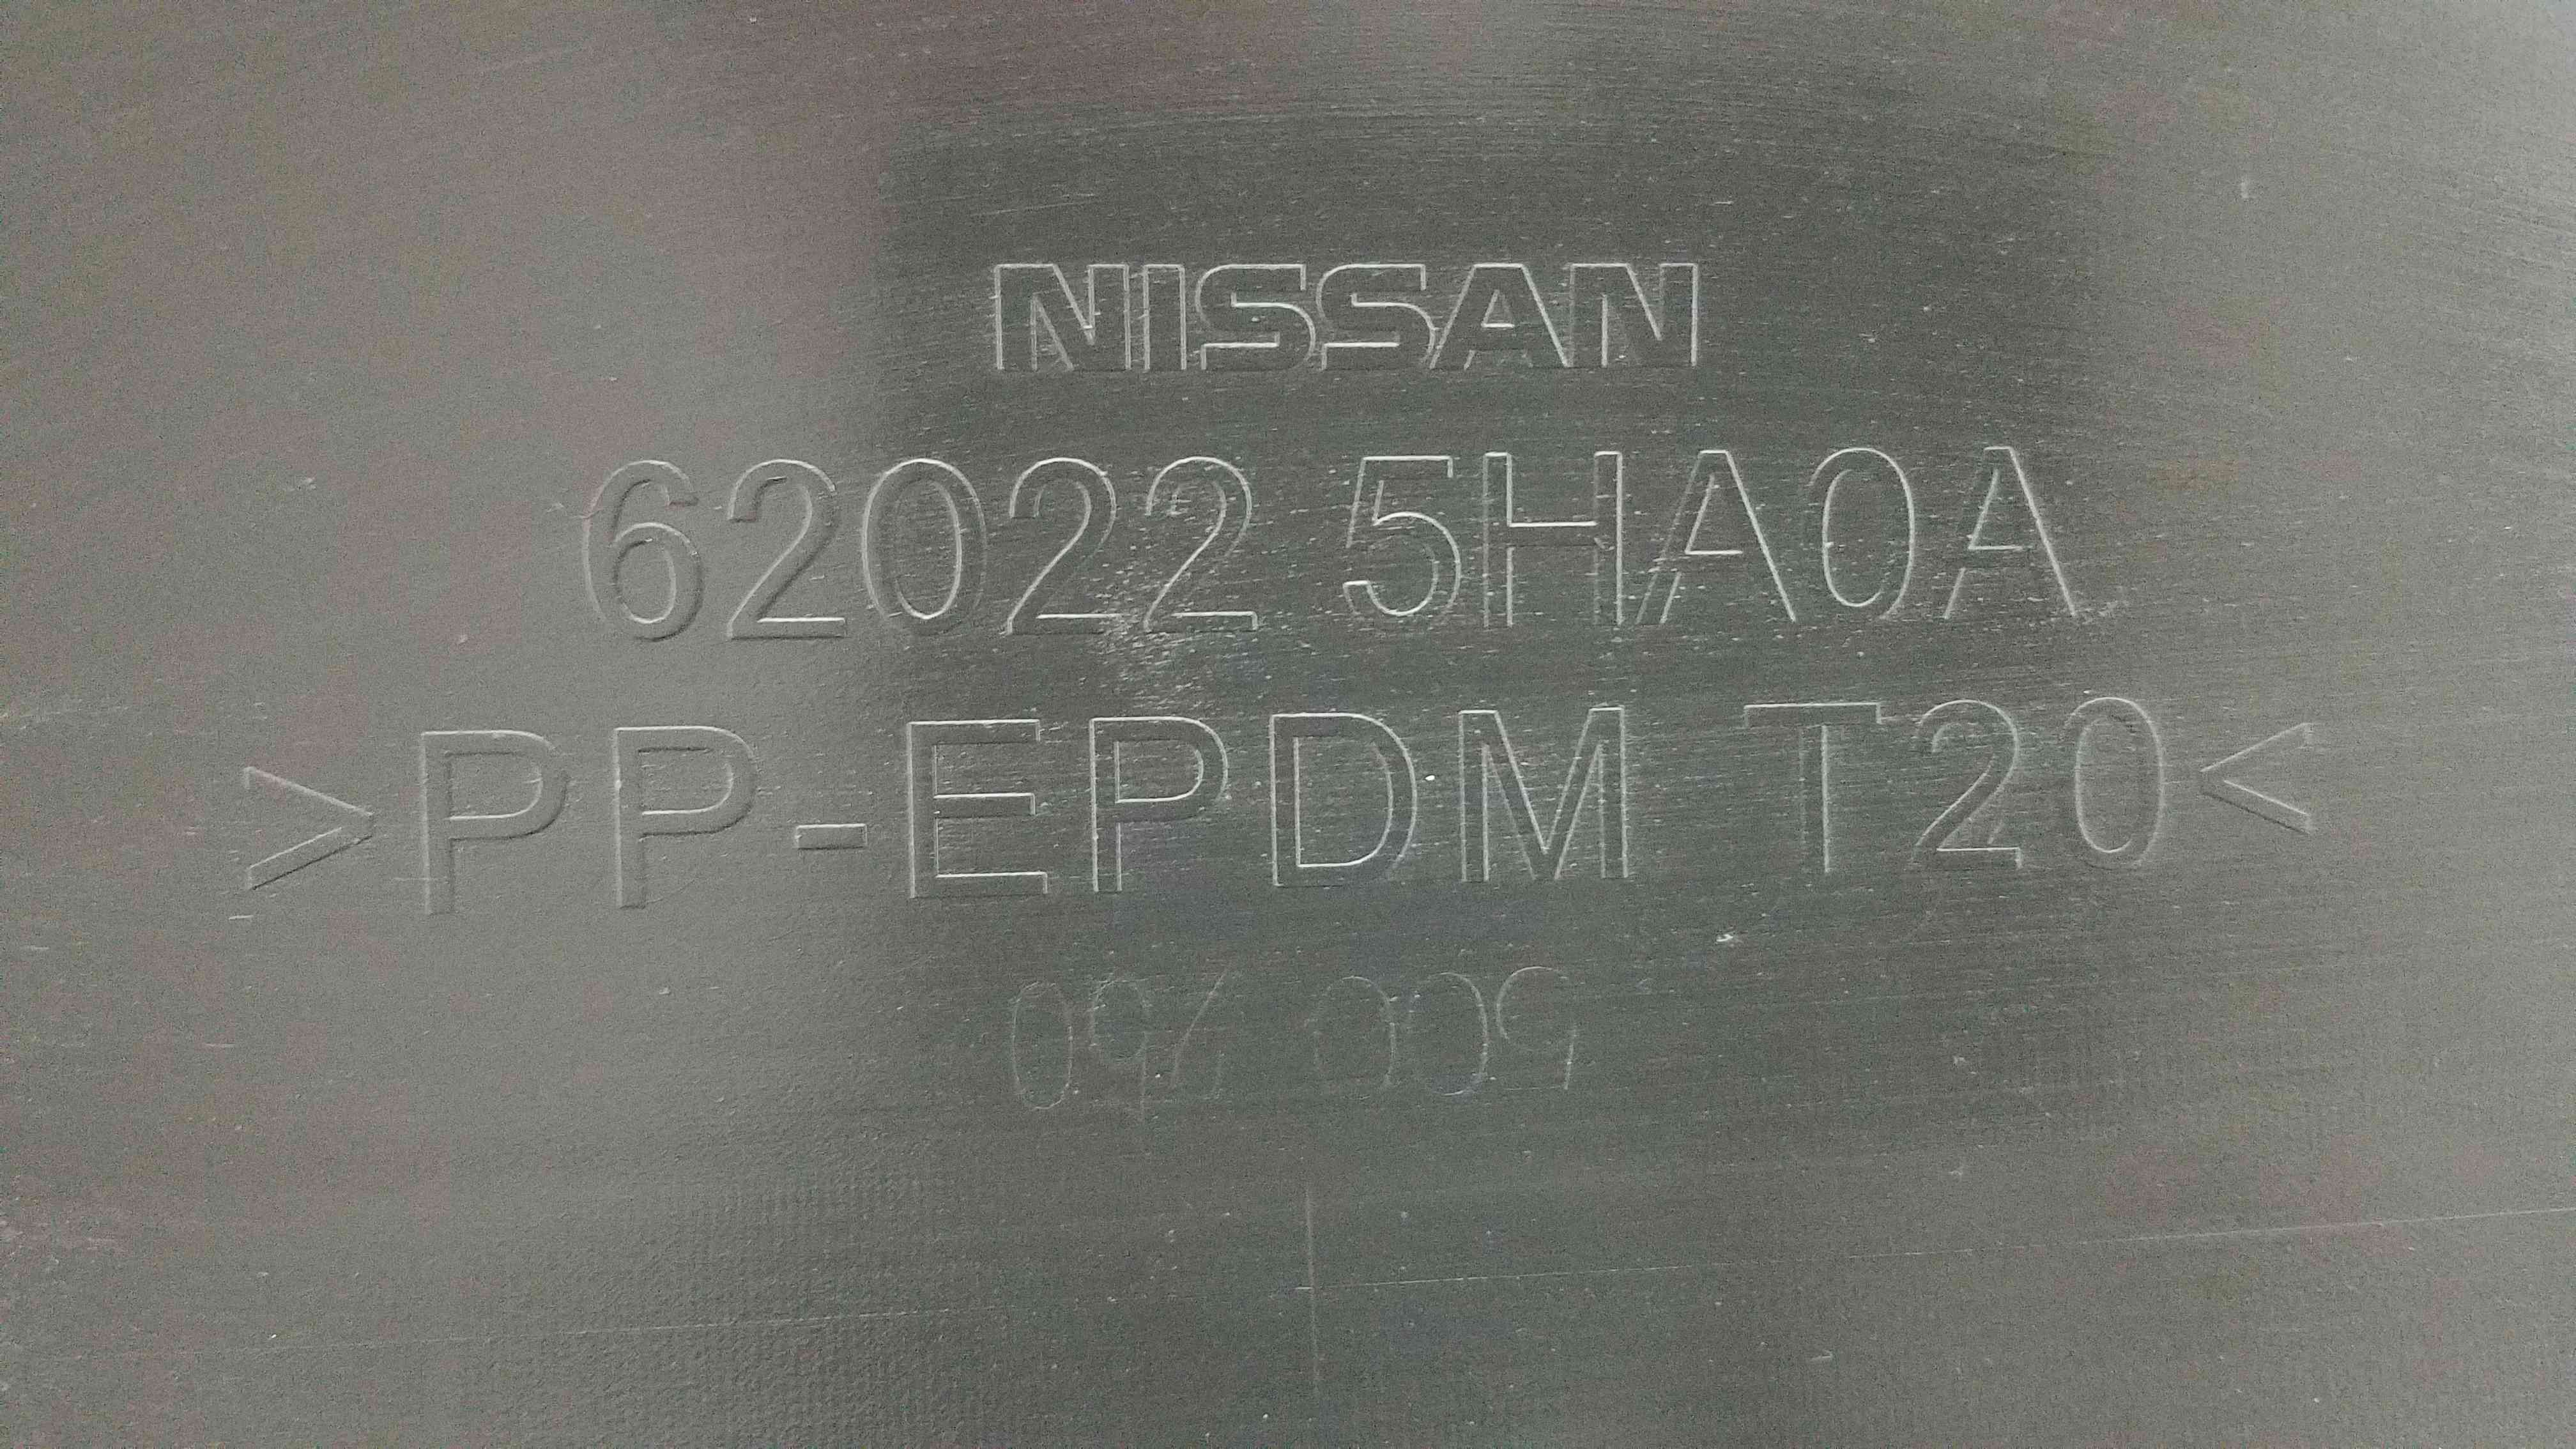 NISSAN
62022 5HA0A
>PP-EPDM T20<